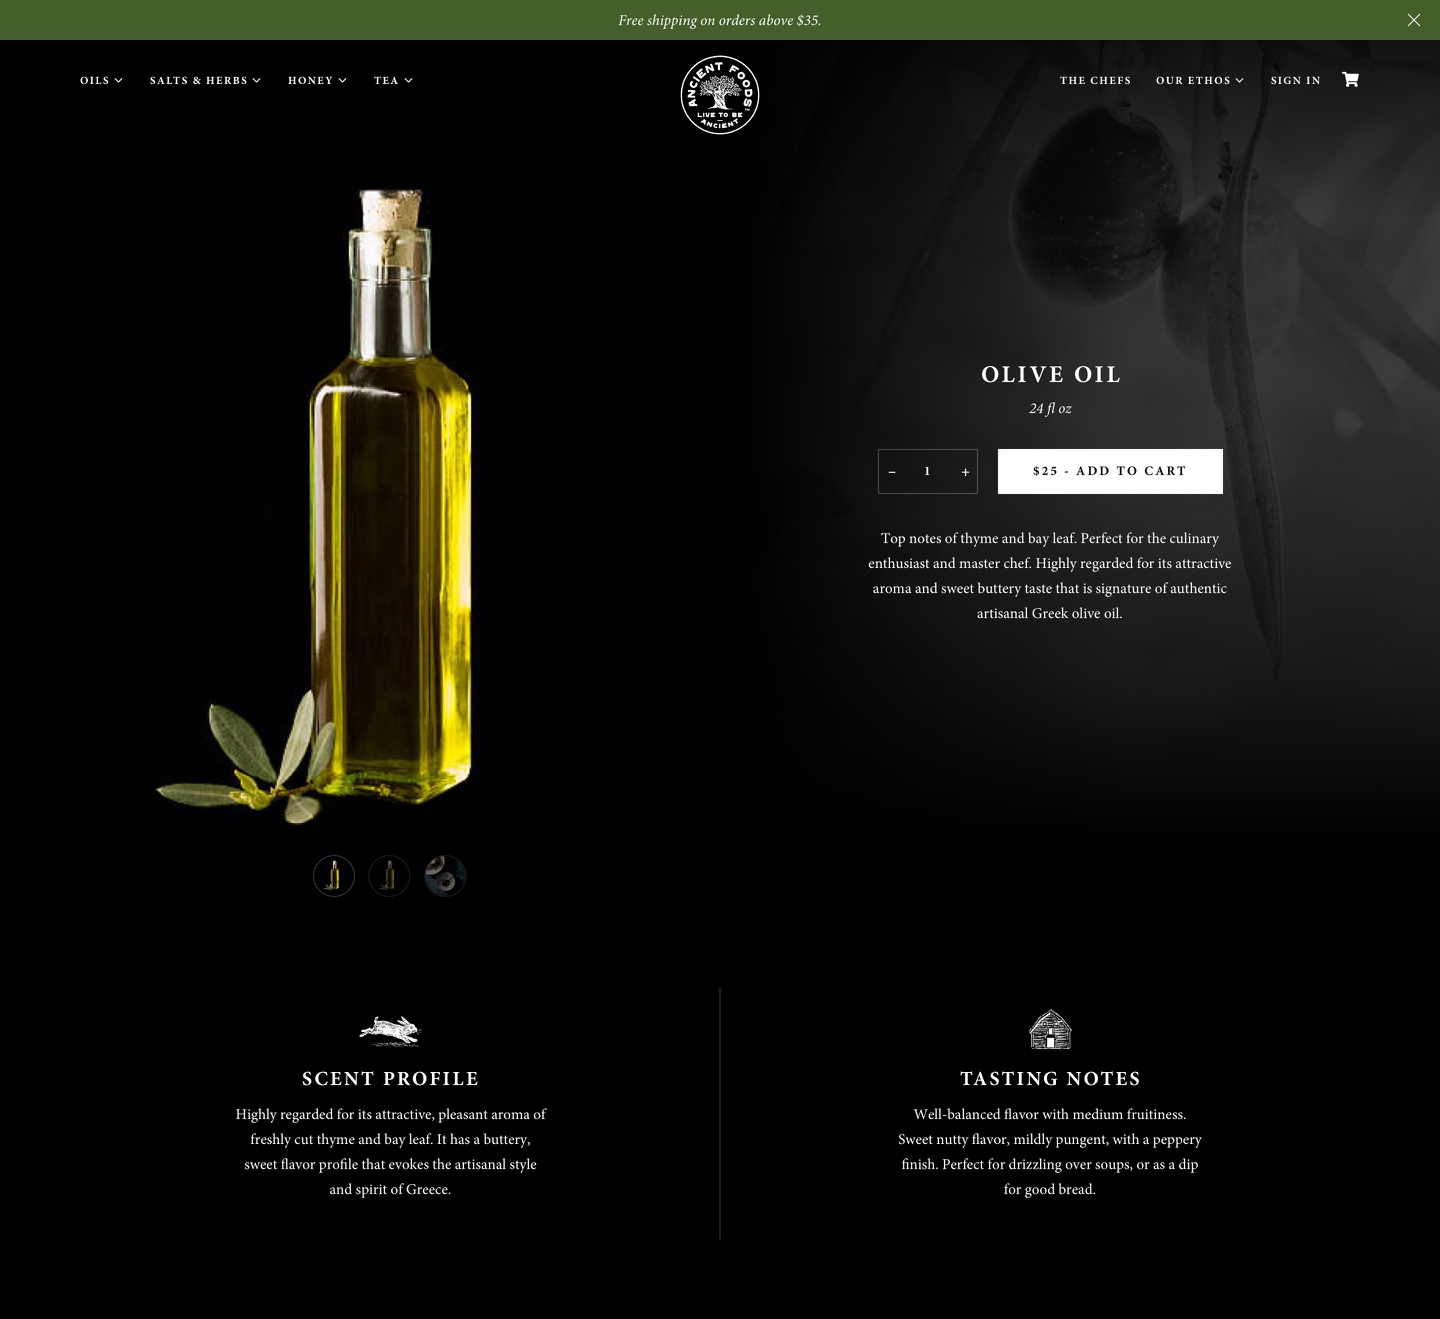 Free shipping on orders above $35.
OILS
SALTS & HERBS
HONEY
TEA
ANCIENT FOODS
LIVE TO BE
ANCIENT
THE CHEFS
OUR ETHOS
SIGN IN
OLIVE OIL
24 fl oz
– 1 +
$25 - ADD TO CART
Top notes of thyme and bay leaf. Perfect for the culinary
enthusiast and master chef. Highly regarded for its attractive
aroma and sweet buttery taste that is signature of authentic
artisanal Greek olive oil.
SCENT PROFILE
Highly regarded for its attractive, pleasant aroma of
freshly cut thyme and bay leaf. It has a buttery,
sweet flavor profile that evokes the artisanal style
and spirit of Greece.
TASTING NOTES
Well-balanced flavor with medium fruitiness.
Sweet nutty flavor, mildly pungent, with a peppery
finish. Perfect for drizzling over soups, or as a dip
for good bread.